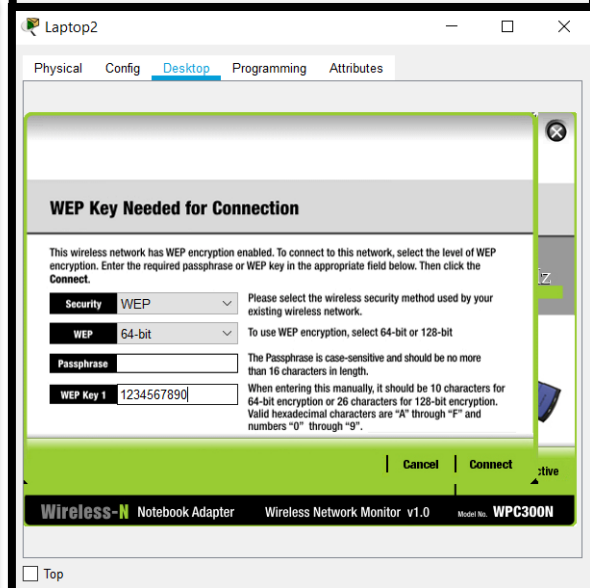 Laptop2
Physical Config Desktop Programming Attributes
WEP Key Needed for Connection
This wireless network has WEP encryption enabled. To connect to this network, select the level of WEP
encryption. Enter the required passphrase or WEP key in the appropriate field below. Then click the
Connect.
Security WEP Please select the wireless security method used by your
existing wireless network.
WEP 64-bit To use WEP encryption, select 64-bit or 128-bit
Passphrase The Passphrase is case-sensitive and should be no more
than 16 characters in length.
WEP Key 1 1234567890 When entering this manually, it should be 10 characters for
64-bit encryption or 26 characters for 128-bit encryption.
Valid hexadecimal characters are "A" through "F" and
numbers "0" through "9".
Cancel Connect
Wireless-N Notebook Adapter Wireless Network Monitor v1.0 Model No. WPC300N
Top